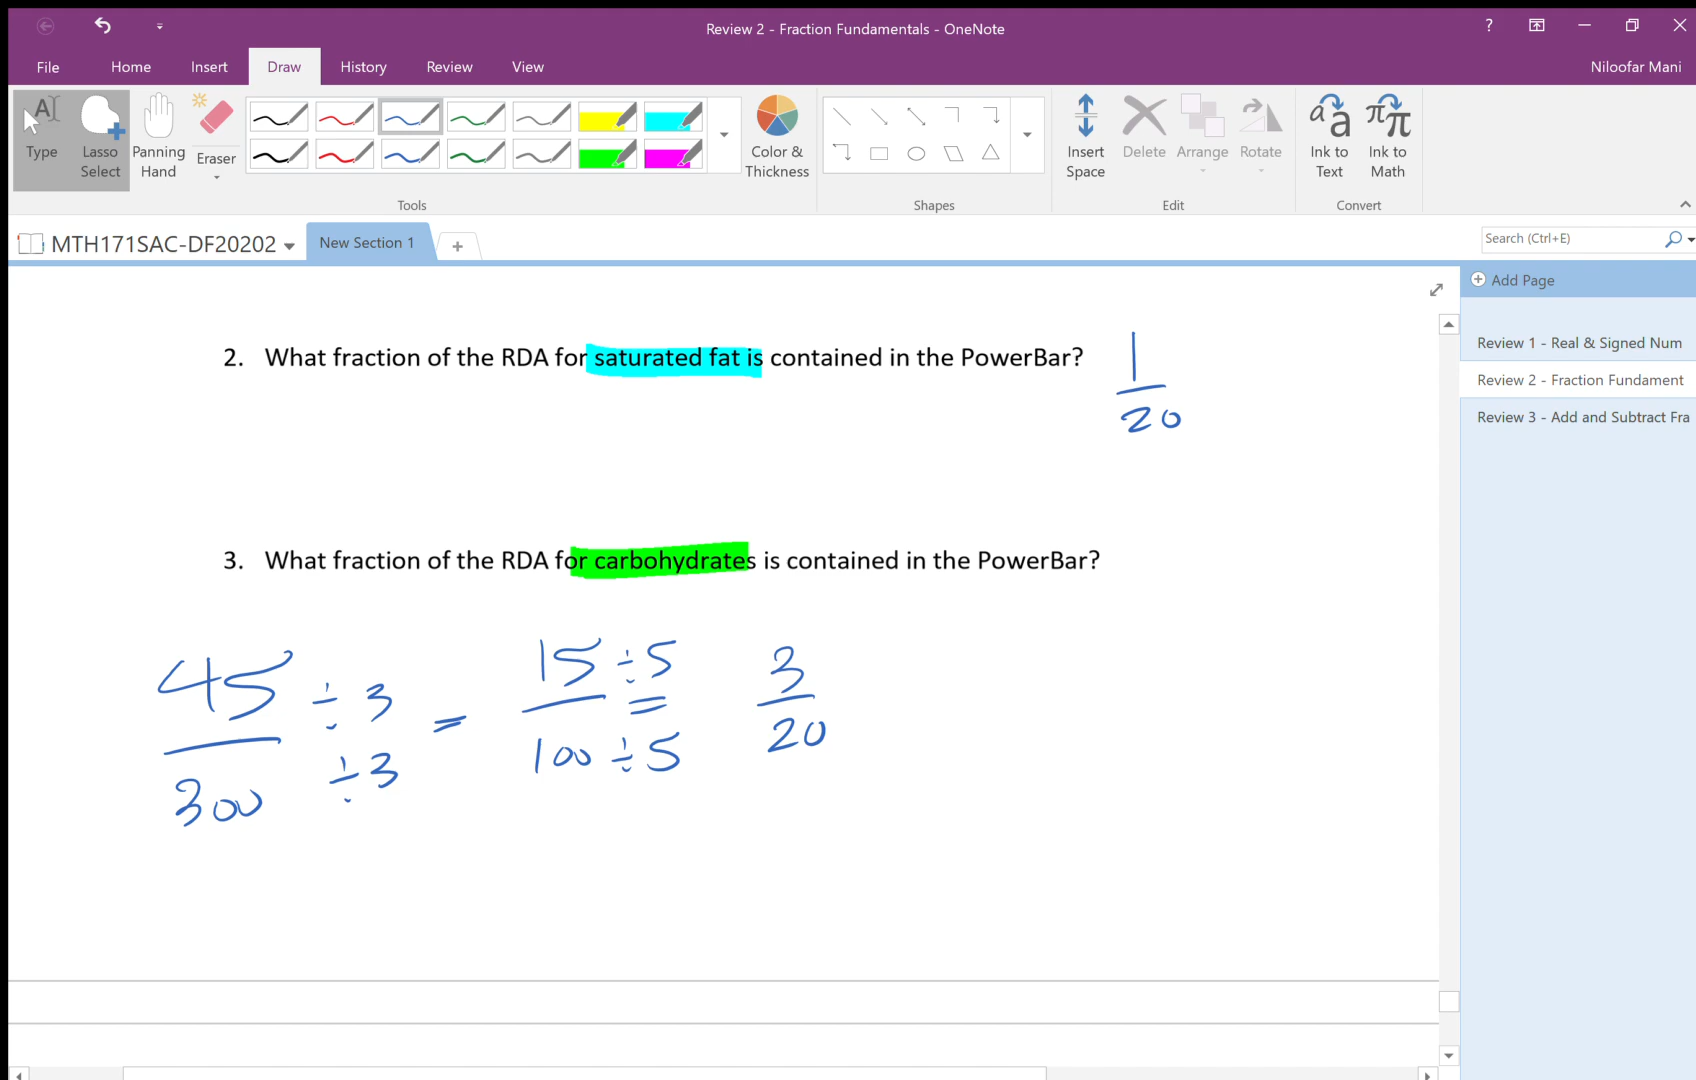 Review 2 - Fraction Fundamentals - OneNote
?
File Home Insert Draw History Review View
Niloofar Mani
Type
Lasso Select
Panning Hand
Eraser
Color & Thickness
Insert Space
Delete
Arrange
Rotate
Ink to Text
Ink to Math
Tools
Shapes
Edit
Convert
MTH171SAC-DF20202
New Section 1
+
Search (Ctrl+E)
Add Page
Review 1 - Real & Signed Num
Review 2 - Fraction Fundament
Review 3 - Add and Subtract Fra
2. What fraction of the RDA for saturated fat is contained in the PowerBar?
1
20
3. What fraction of the RDA for carbohydrates is contained in the PowerBar?
45 ÷ 3 = 15 ÷ 5 = 3
300 ÷ 3 100 ÷ 5 20